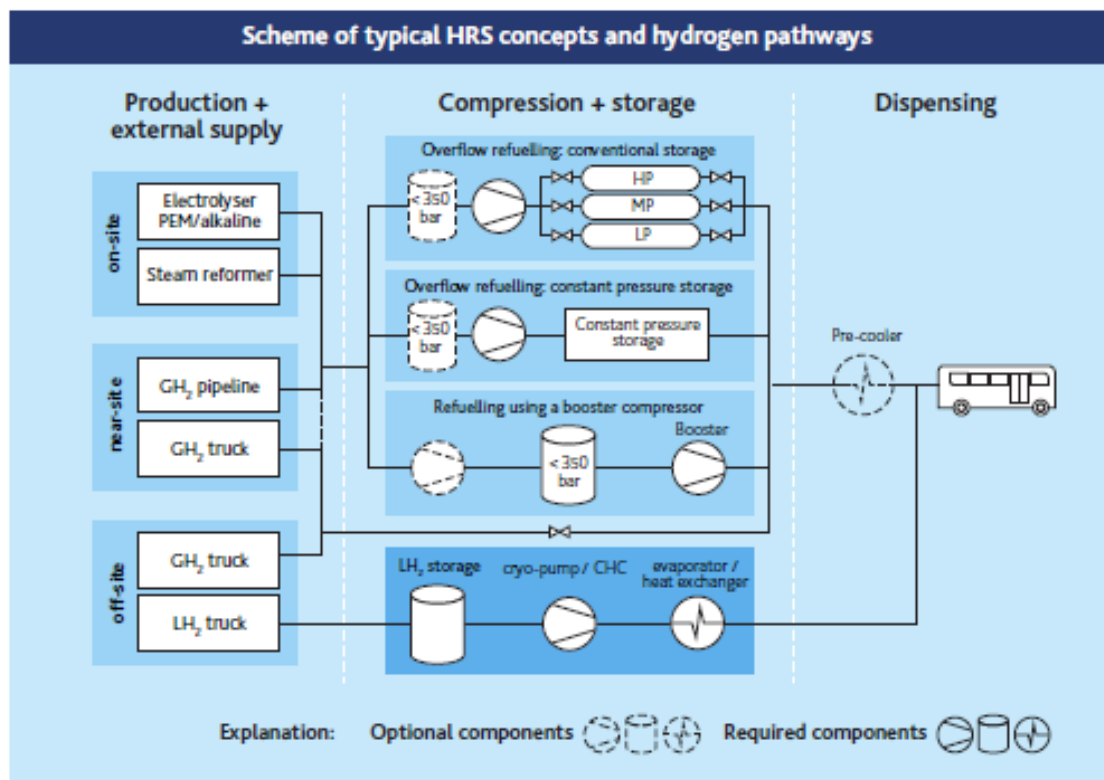 Scheme of typical HRS concepts and hydrogen pathways
Production +
external supply
Compression + storage
Dispensing
on-site
Electrolyser
PEM/alkaline
Steam reformer
near-site
GH₂ pipeline
GH₂ truck
off-site
GH₂ truck
LH₂ truck
Overflow refuelling: conventional storage
< 350
bar
HP
MP
LP
Overflow refuelling: constant pressure storage
< 350
bar
Constant pressure
storage
Refuelling using a booster compressor
Booster
< 350
bar
LH₂ storage
cryo-pump / CHC
evaporator /
heat exchanger
Pre-cooler
Explanation:
Optional components
Required components